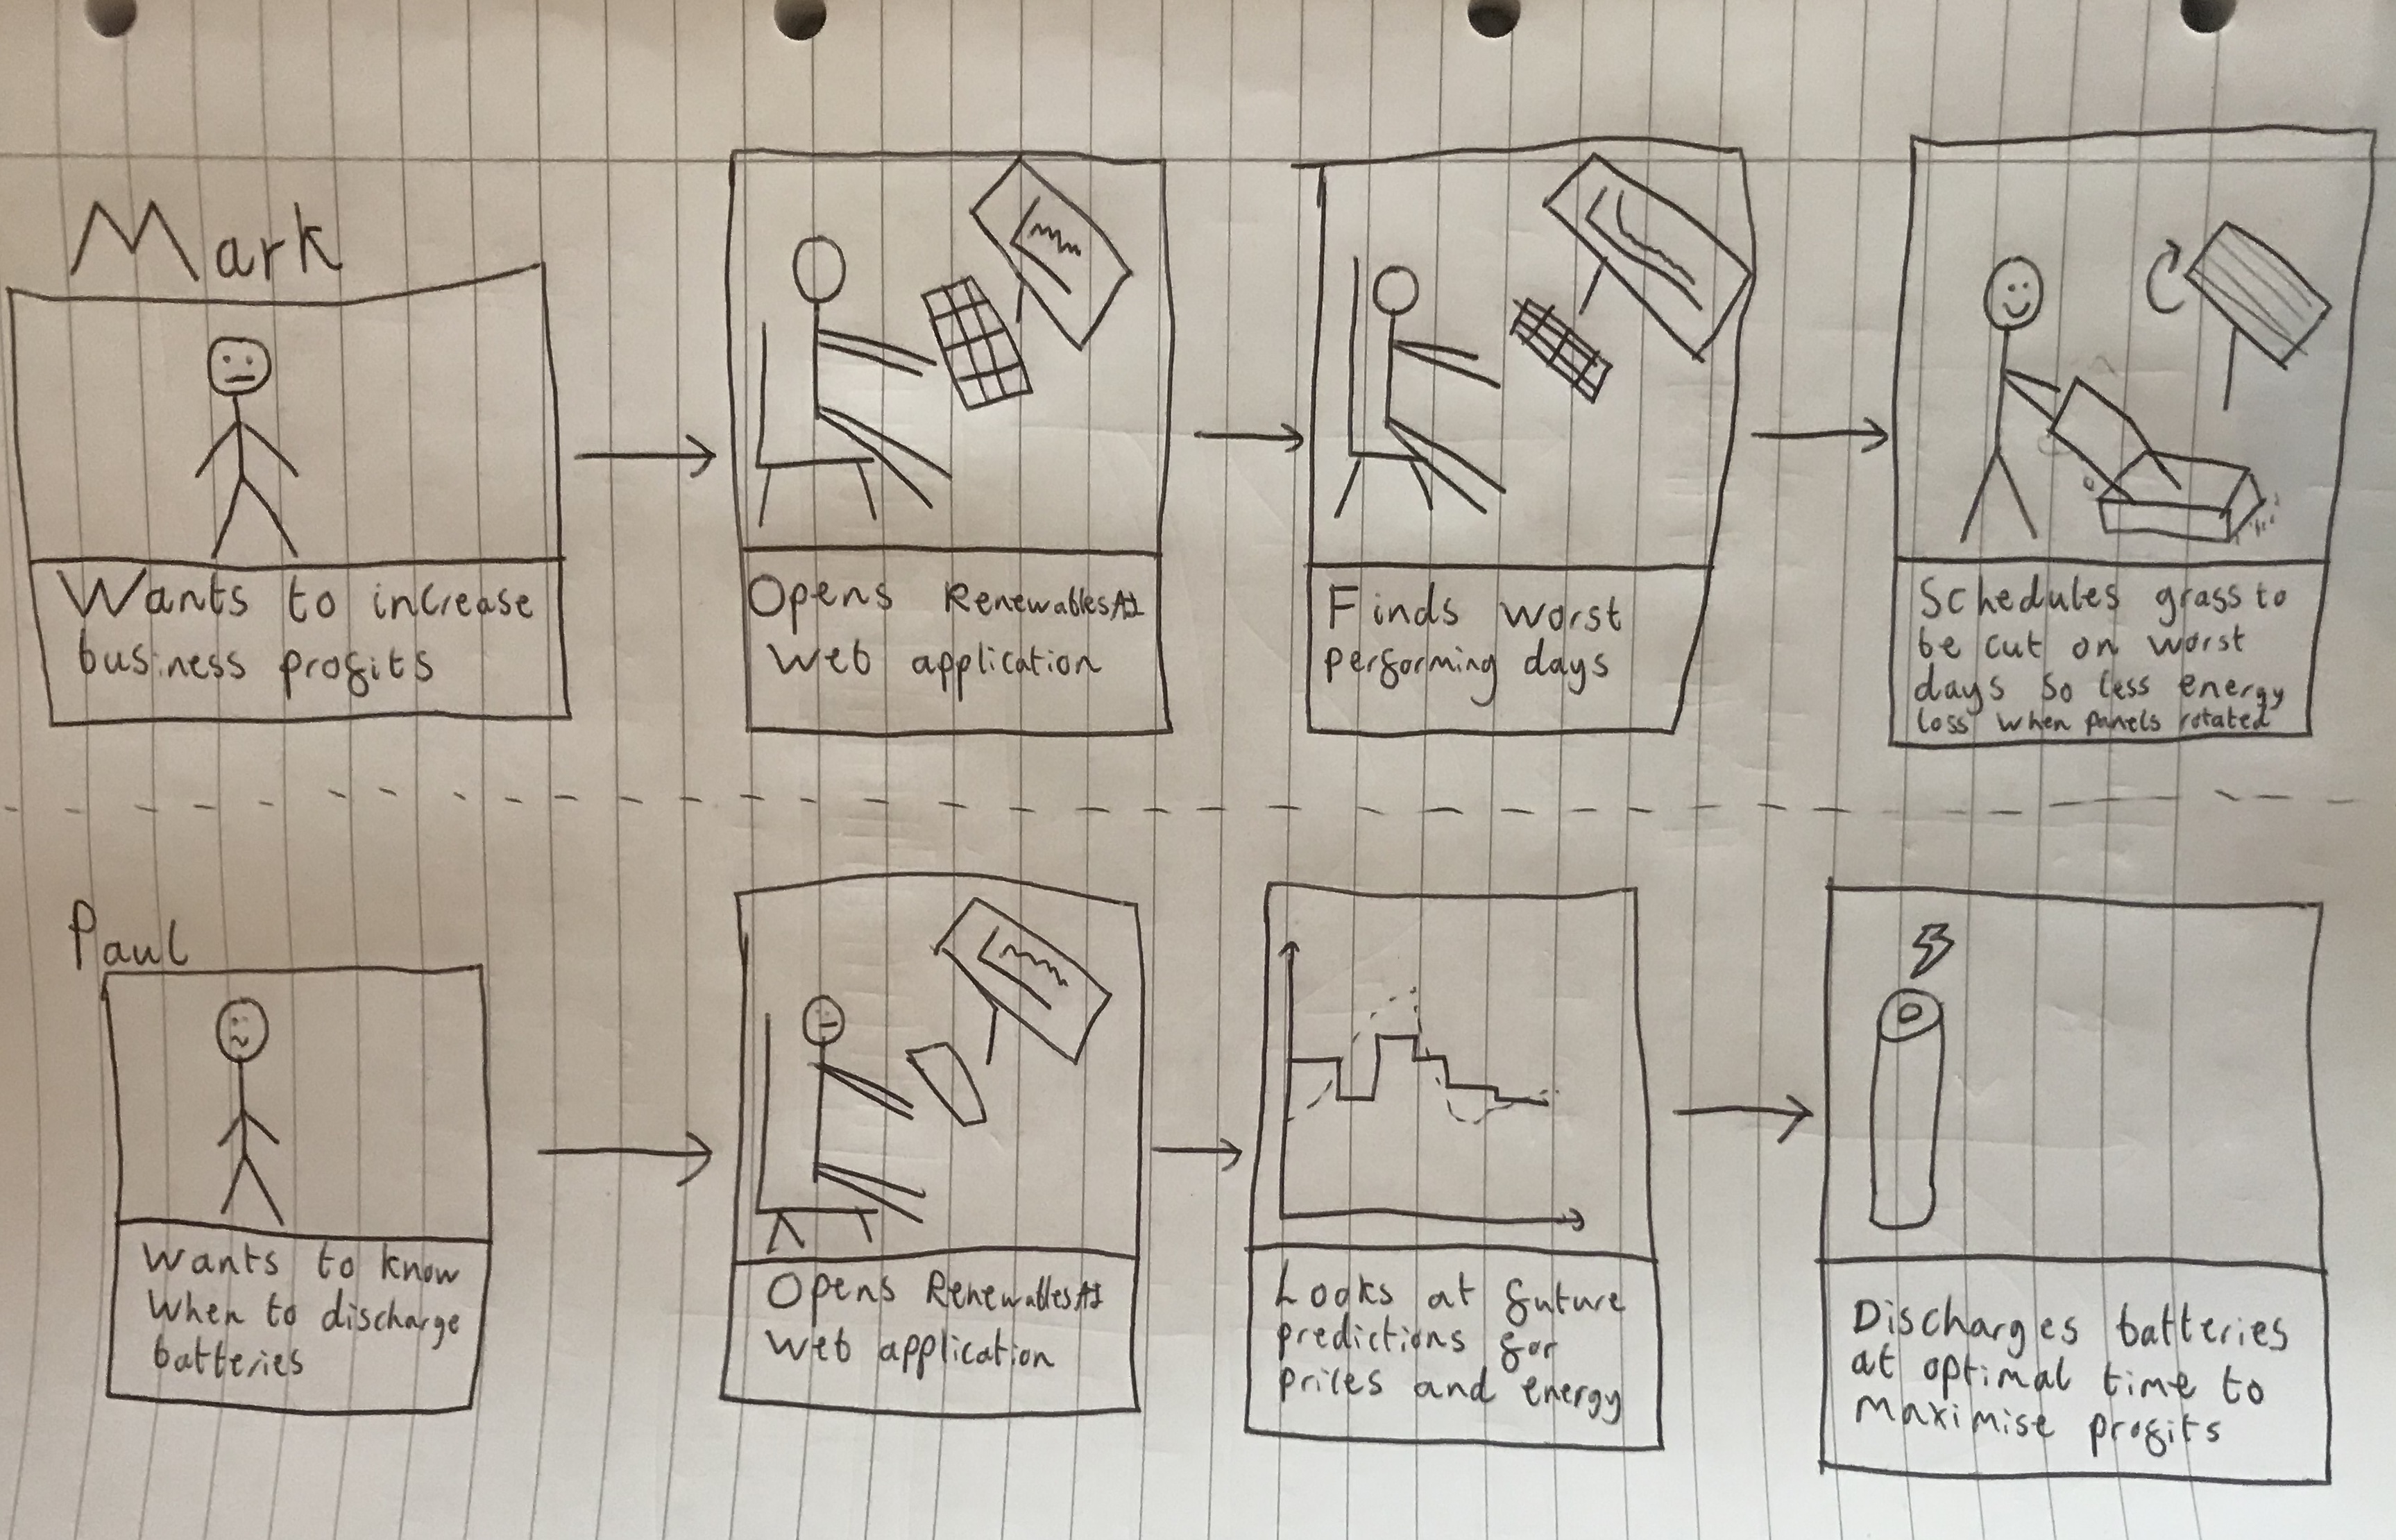 Mark
Wants to increase
business profits
Opens RenewablesAI
web application
Finds worst
performing days
Schedules grass to
be cut on worst
days so less energy
loss when panels rotated
Paul
Wants to know
when to discharge
batteries
Opens RenewablesAI
web application
Looks at future
predictions for
prices and energy
Discharges batteries
at optimal time to
maximise profits